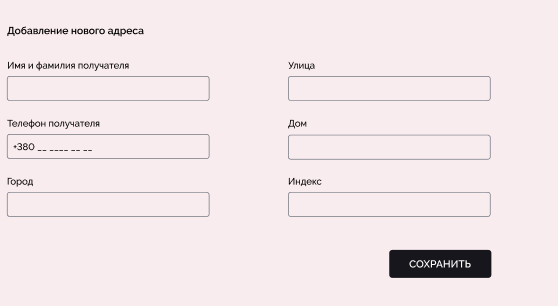 Добавление нового адреса
Имя и фамилия получателя
Улица
Телефон получателя
Дом
+380 __ ____ __ __
Город
Индекс
СОХРАНИТЬ